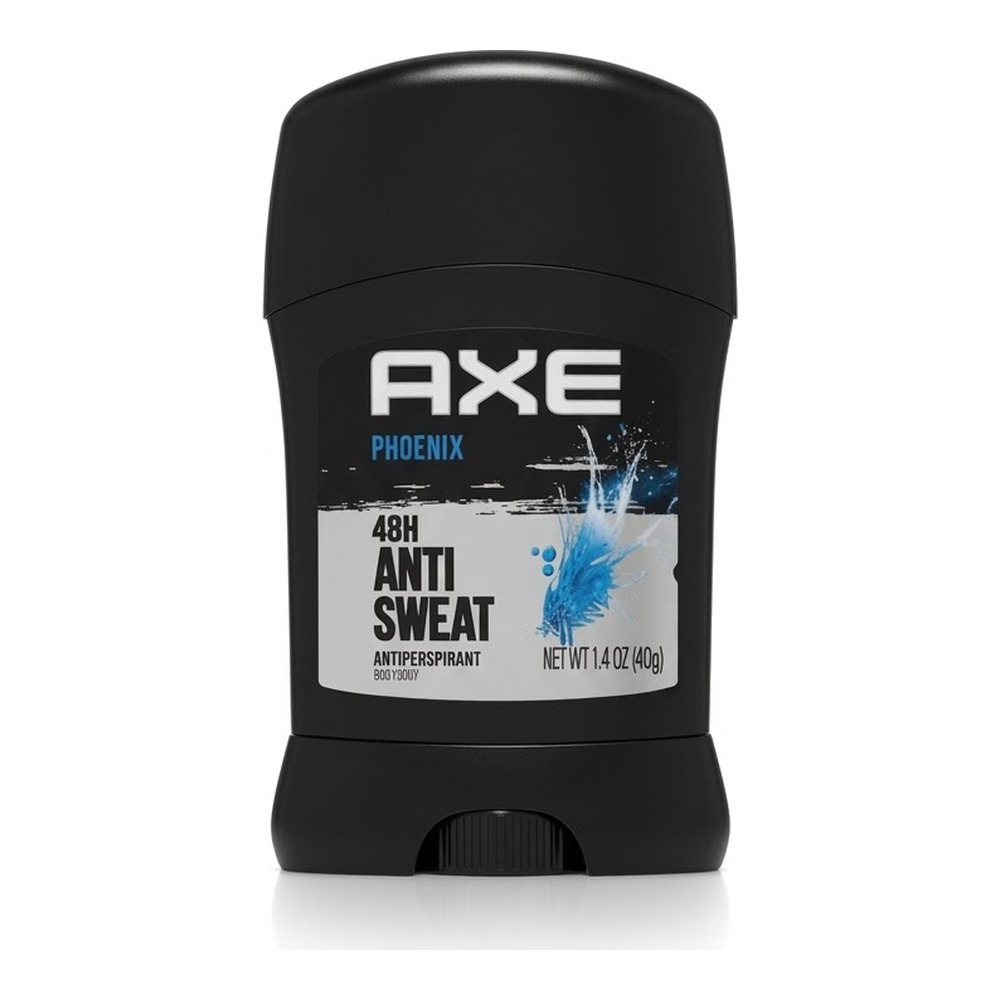 AXE
PHOENIX
48H
ANTI
SWEAT
ANTIPERSPIRANT
NET WT 1.4 OZ (40g)